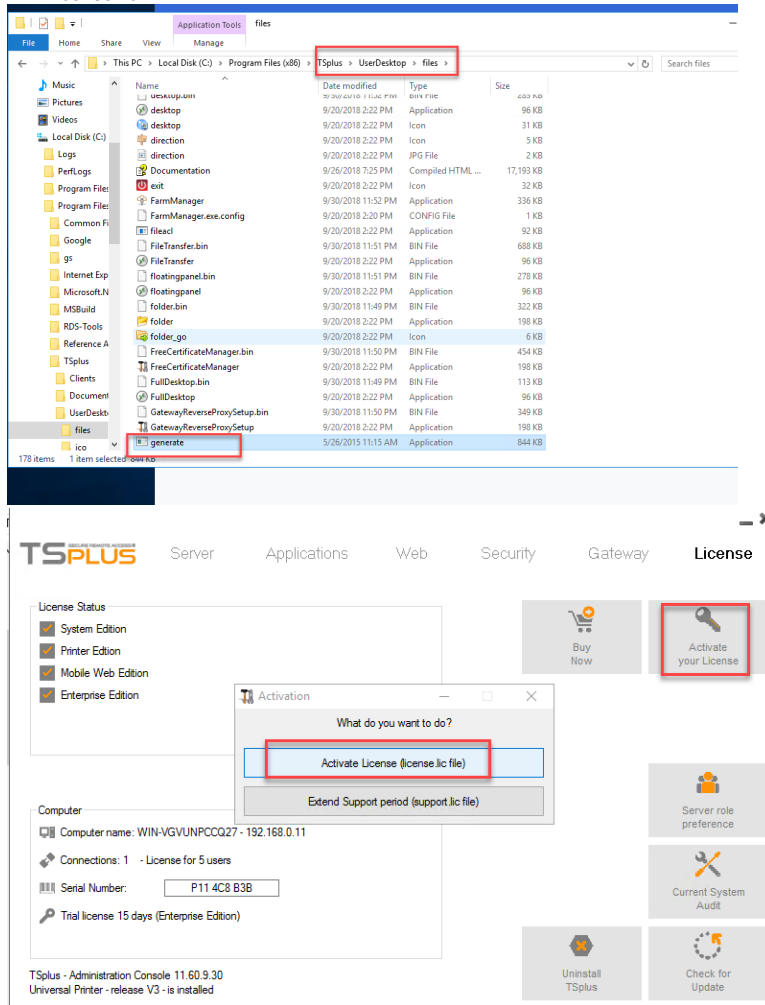 Application Tools files
File Home Share View Manage
This PC > Local Disk (C:) > Program Files (x86) > TSplus > UserDesktop > files > Search files
Music
Pictures
Videos
Local Disk (C:)
Logs
PerfLogs
Program Files
Program Files
Common Fi
Google
gs
Internet Exp
Microsoft.N
MSBuild
RDS-Tools
Reference A
TSplus
Clients
Document
UserDeskt
files
ico
Name Date modified Type Size
desktop.bin 9/30/2018 11:52 PM BIN File 285 KB
desktop 9/20/2018 2:22 PM Application 96 KB
desktop 9/20/2018 2:22 PM Icon 31 KB
direction 9/20/2018 2:22 PM Icon 5 KB
direction 9/20/2018 2:22 PM JPG File 2 KB
Documentation 9/26/2018 7:25 PM Compiled HTML ... 17,193 KB
exit 9/20/2018 2:22 PM Icon 32 KB
FarmManager 9/30/2018 11:52 PM Application 336 KB
FarmManager.exe.config 9/20/2018 2:20 PM CONFIG File 1 KB
fileacl 9/20/2018 2:22 PM Application 92 KB
FileTransfer.bin 9/30/2018 11:51 PM BIN File 688 KB
FileTransfer 9/20/2018 2:22 PM Application 96 KB
floatingpanel.bin 9/30/2018 11:51 PM BIN File 278 KB
floatingpanel 9/20/2018 2:22 PM Application 96 KB
folder.bin 9/30/2018 11:49 PM BIN File 322 KB
folder 9/20/2018 2:22 PM Application 198 KB
folder_go 9/20/2018 2:22 PM Icon 6 KB
FreeCertificateManager.bin 9/30/2018 11:50 PM BIN File 454 KB
FreeCertificateManager 9/20/2018 2:22 PM Application 198 KB
FullDesktop.bin 9/30/2018 11:49 PM BIN File 113 KB
FullDesktop 9/20/2018 2:22 PM Application 96 KB
GatewayReverseProxySetup.bin 9/30/2018 11:50 PM BIN File 349 KB
GatewayReverseProxySetup 9/20/2018 2:22 PM Application 198 KB
generate 5/26/2015 11:15 AM Application 844 KB
178 items 1 item selected 844 KB
SECURE REMOTE ACCESS
TSPLUS Server Applications Web Security Gateway License
License Status
System Edition
Printer Edtion
Mobile Web Edition
Enterprise Edition
Buy
Now
Activate
your License
Activation
What do you want to do?
Activate License (license.lic file)
Extend Support period (support.lic file)
Computer
Computer name: WIN-VGVUNPCCQ27 - 192.168.0.11
Connections: 1 - License for 5 users
Serial Number: P11 4C8 B3B
Trial license 15 days (Enterprise Edition)
Server role
preference
Current System
Audit
Uninstall
TSplus
Check for
Update
TSplus - Administration Console 11.60.9.30
Universal Printer - release V3 - is installed